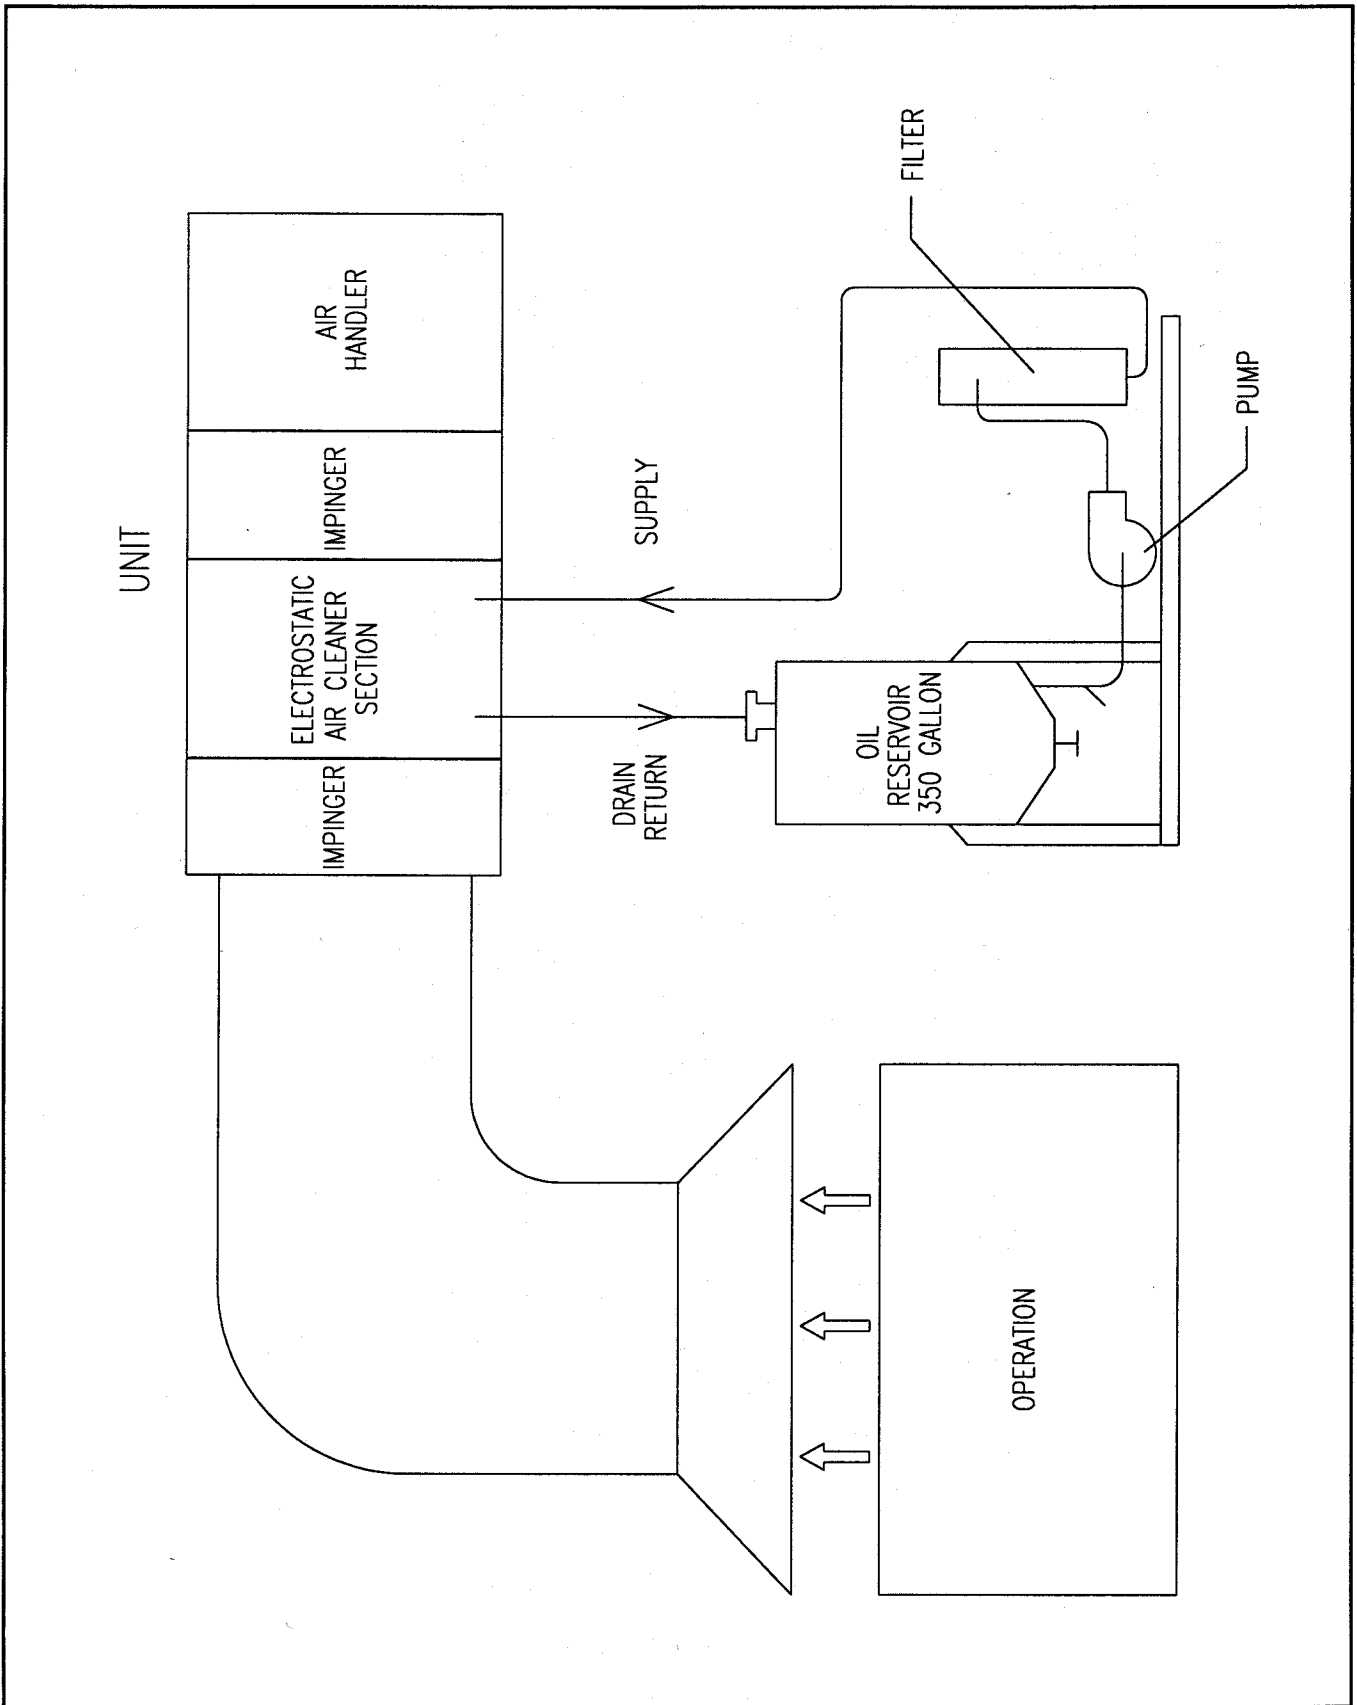 UNIT
IMPINGER
ELECTROSTATIC
AIR CLEANER
SECTION
IMPINGER
AIR
HANDLER
DRAIN
RETURN
SUPPLY
FILTER
OIL
RESERVOIR
350 GALLON
PUMP
OPERATION